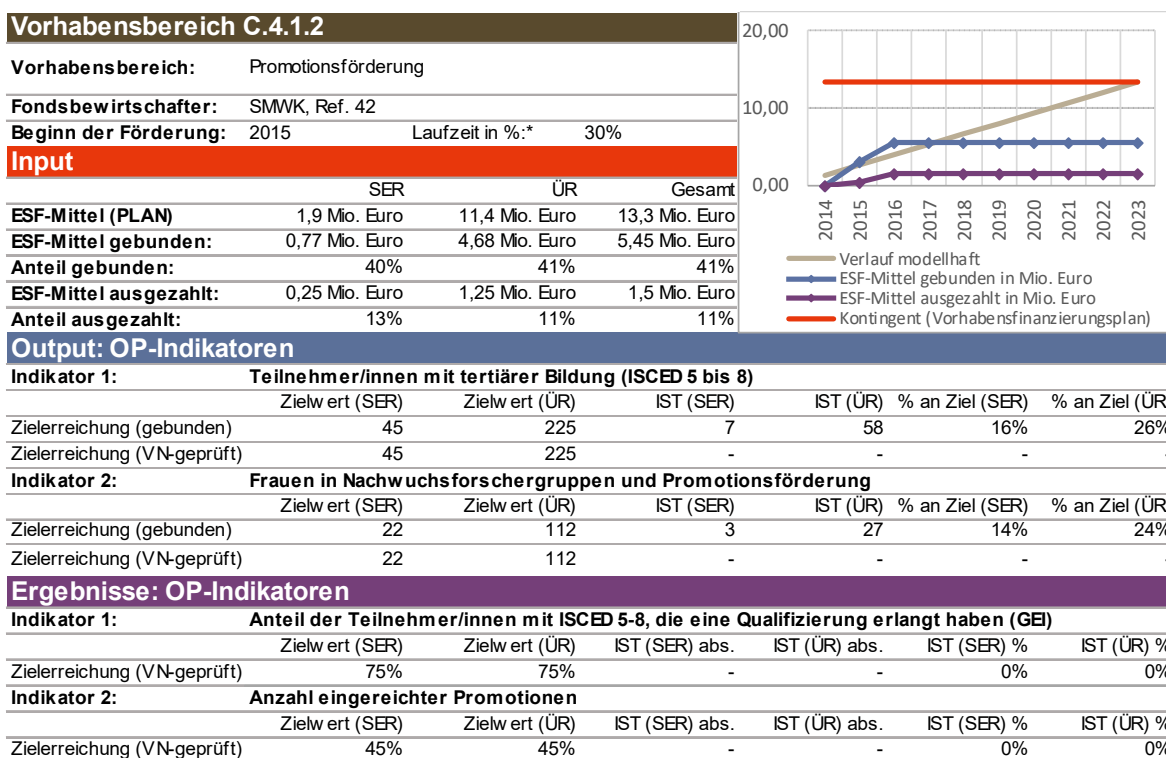 Vorhabensbereich C.4.1.2
Vorhabensbereich: Promotionsförderung
Fondsbewirtschafter: SMWK, Ref. 42
Beginn der Förderung: 2015 Laufzeit in %:* 30%
Input
SER ÜR Gesamt
ESF-Mittel (PLAN) 1,9 Mio. Euro 11,4 Mio. Euro 13,3 Mio. Euro
ESF-Mittel gebunden: 0,77 Mio. Euro 4,68 Mio. Euro 5,45 Mio. Euro
Anteil gebunden: 40% 41% 41%
ESF-Mittel ausgezahlt: 0,25 Mio. Euro 1,25 Mio. Euro 1,5 Mio. Euro
Anteil ausgezahlt: 13% 11% 11%
20,00
10,00
0,00
2014 2015 2016 2017 2018 2019 2020 2021 2022 2023
Verlauf modellhaft
ESF-Mittel gebunden in Mio. Euro
ESF-Mittel ausgezahlt in Mio. Euro
Kontingent (Vorhabensfinanzierungsplan)
Output: OP-Indikatoren
Indikator 1: Teilnehmer/innen mit tertiärer Bildung (ISCED 5 bis 8)
Zielwert (SER) Zielwert (ÜR) IST (SER) IST (ÜR) % an Ziel (SER) % an Ziel (ÜR
Zielerreichung (gebunden) 45 225 7 58 16% 26%
Zielerreichung (VN-geprüft) 45 225 - - - -
Indikator 2: Frauen in Nachwuchsforschergruppen und Promotionsförderung
Zielwert (SER) Zielwert (ÜR) IST (SER) IST (ÜR) % an Ziel (SER) % an Ziel (ÜR
Zielerreichung (gebunden) 22 112 3 27 14% 24%
Zielerreichung (VN-geprüft) 22 112 - - - -
Ergebnisse: OP-Indikatoren
Indikator 1: Anteil der Teilnehmer/innen mit ISCED 5-8, die eine Qualifizierung erlangt haben (GEI)
Zielwert (SER) Zielwert (ÜR) IST (SER) abs. IST (ÜR) abs. IST (SER) % IST (ÜR) %
Zielerreichung (VN-geprüft) 75% 75% - - 0% 0%
Indikator 2: Anzahl eingereichter Promotionen
Zielwert (SER) Zielwert (ÜR) IST (SER) abs. IST (ÜR) abs. IST (SER) % IST (ÜR) %
Zielerreichung (VN-geprüft) 45% 45% - - 0% 0%